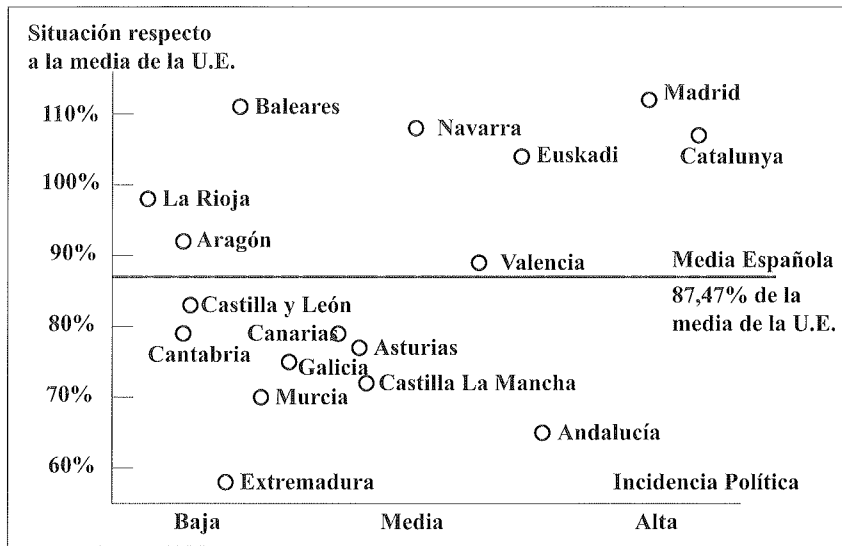 Situación respecto
a la media de la U.E.
110%
Baleares
Madrid
Navarra
Euskadi
Catalunya
100%
La Rioja
Aragón
90%
Valencia
Media Española
87,47% de la
media de la U.E.
Castilla y León
80%
Canarias
Cantabria
Asturias
Galicia
Castilla La Mancha
70%
Murcia
Andalucía
60%
Extremadura
Incidencia Política
Baja
Media
Alta